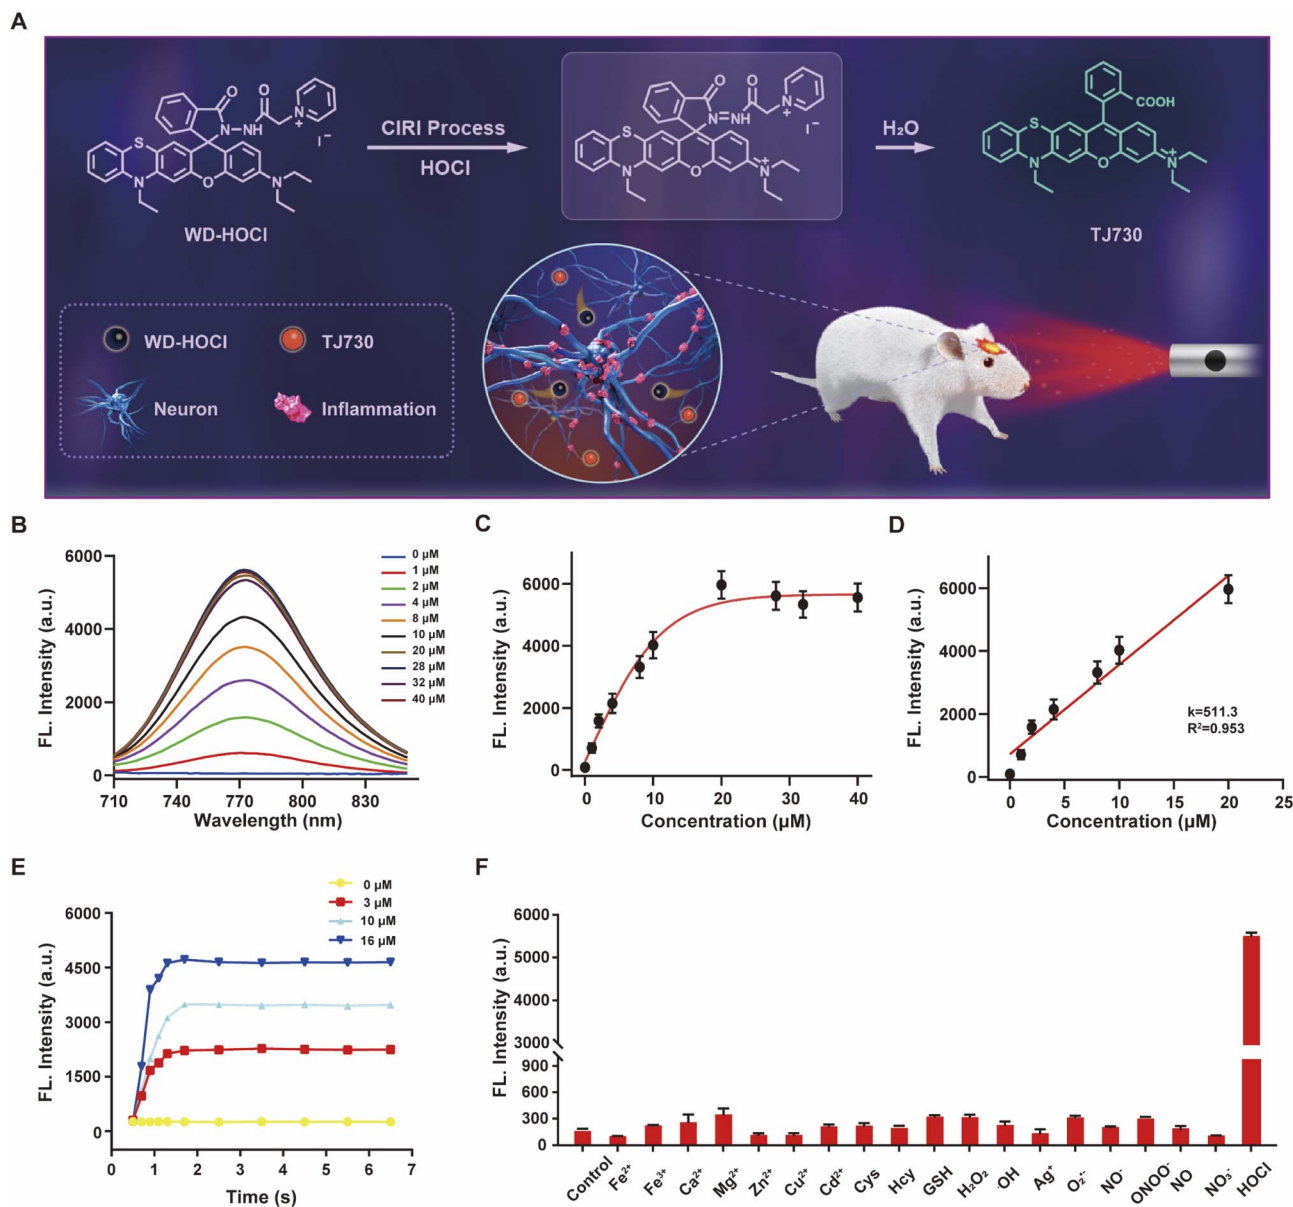 A
WD-HOCl
CIRI Process
HOCl
H₂O
TJ730
O
O
N
NH
N
+
I⁻
S
N
O
N
O
O
N
NH
N
+
I⁻
S
N
O
N
+
COOH
S
N
O
N
+
WD-HOCl
TJ730
Neuron
Inflammation
B
FL. Intensity (a.u.)
6000
4000
2000
0
710
740
770
800
830
Wavelength (nm)
0 μM
1 μM
2 μM
4 μM
8 μM
10 μM
20 μM
28 μM
32 μM
40 μM
C
FL. Intensity (a.u.)
6000
4000
2000
0
0
10
20
30
40
Concentration (μM)
D
FL. Intensity (a.u.)
6000
4000
2000
0
0
5
10
15
20
25
Concentration (μM)
k=511.3
R²=0.953
E
FL. Intensity (a.u.)
6000
4500
3000
1500
0
0
1
2
3
4
5
6
7
Time (s)
0 μM
3 μM
10 μM
16 μM
F
FL. Intensity (a.u.)
6000
5000
4000
3000
900
600
300
0
Control
Fe²⁺
Fe³⁺
Ca²⁺
Mg²⁺
Zn²⁺
Cu²⁺
Cd²⁺
Cys
Hcy
GSH
H₂O₂
·OH
Ag⁺
O₂·⁻
NO⁻
ONOO⁻
NO
NO₃⁻
HOCl